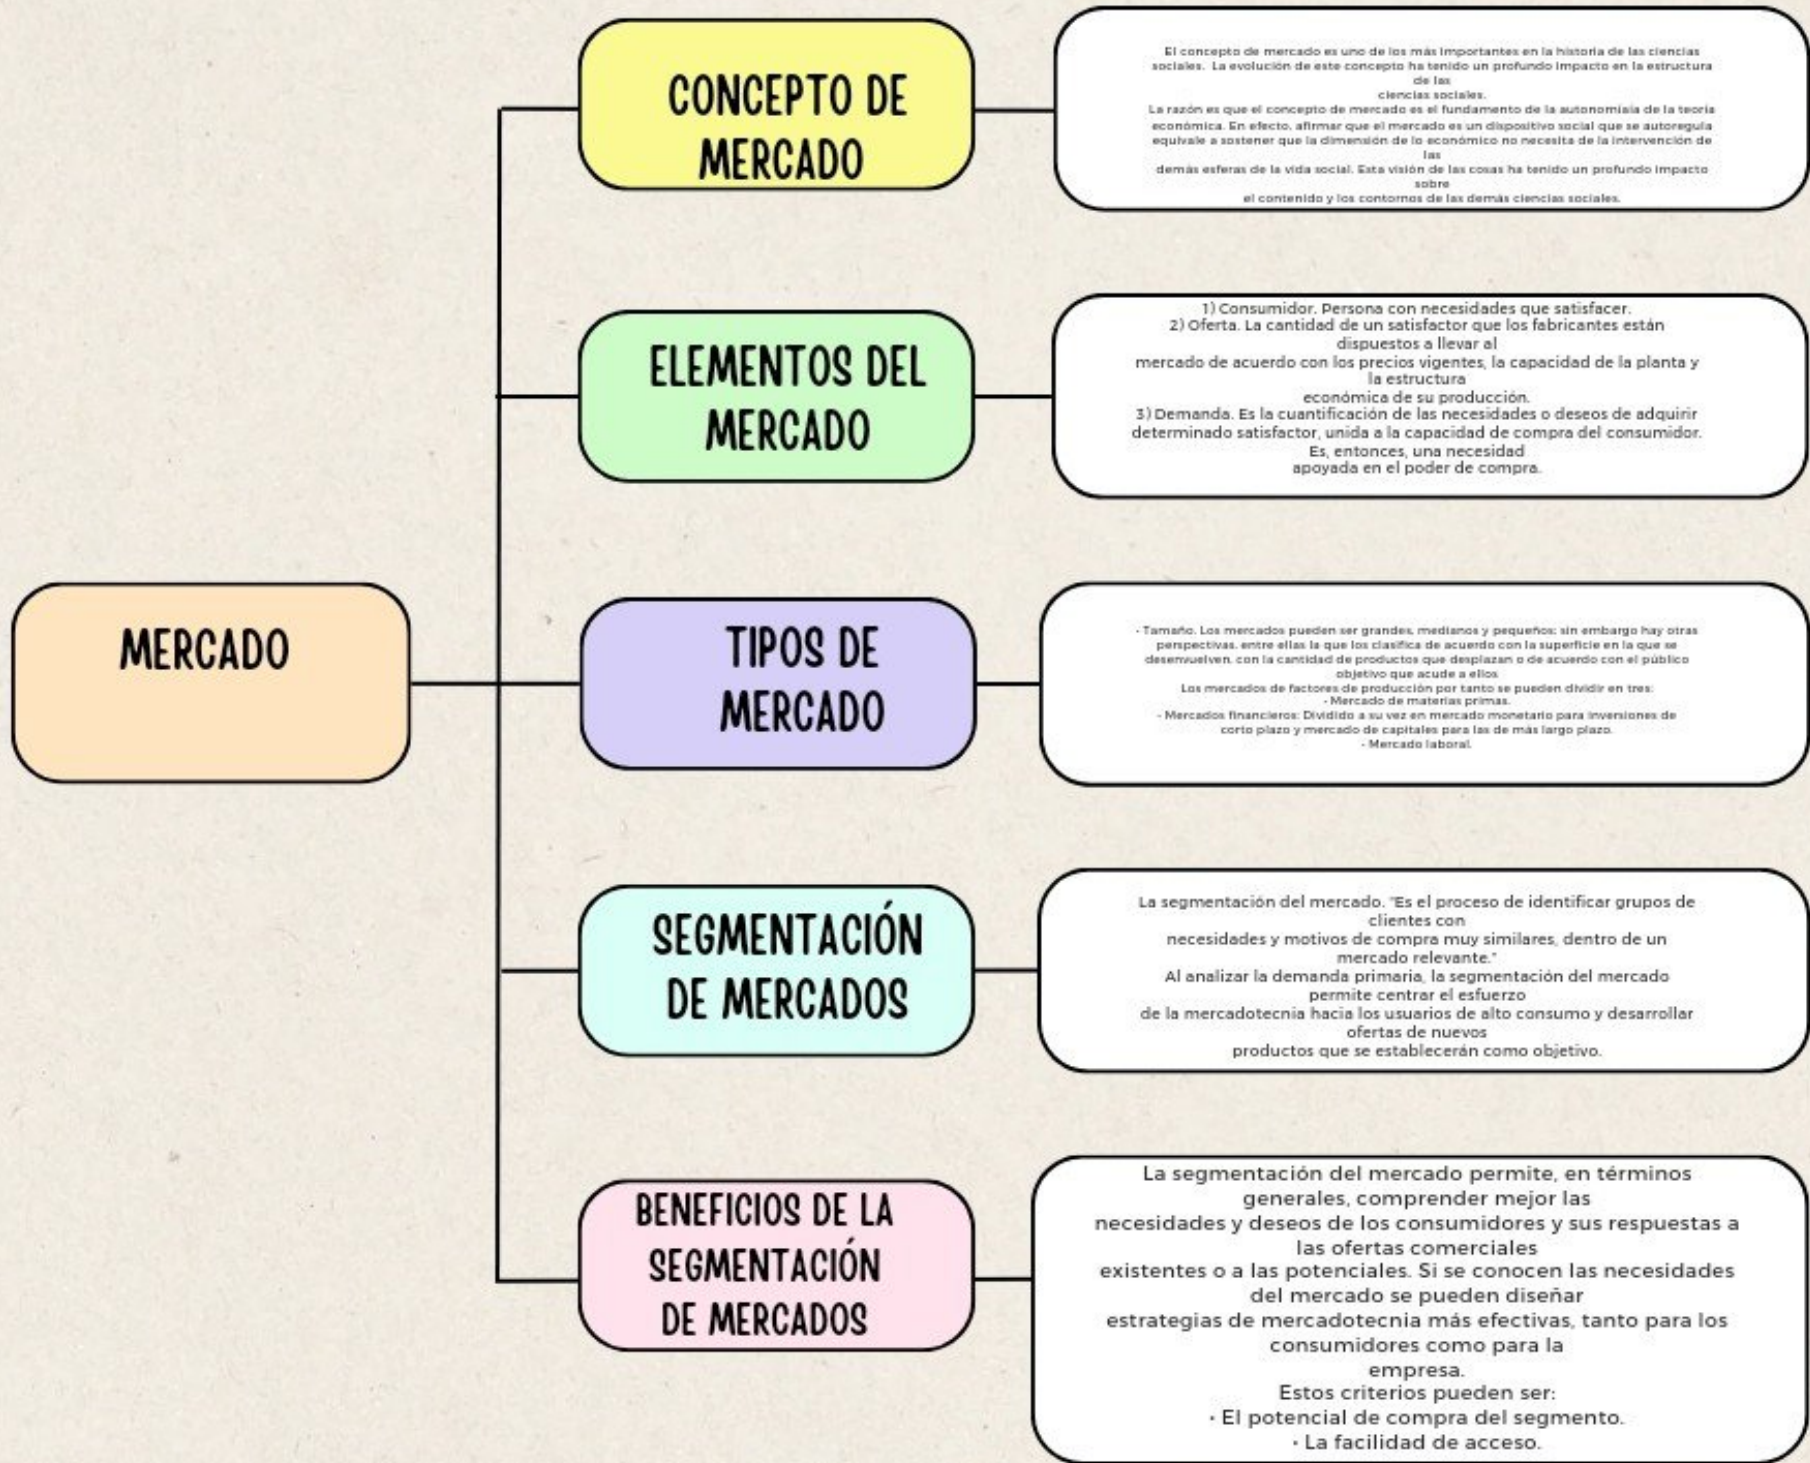 MERCADO
CONCEPTO DE
MERCADO
El concepto de mercado es uno de los más importantes en la historia de las ciencias
sociales. La evolución de este concepto ha tenido un profundo impacto en la estructura
de las
ciencias sociales.
La razón es que el concepto de mercado es el fundamento de la autonomiaia de la teoria
económica. En efecto, afirmar que el mercado es un dispositivo social que se autoregula
equivale a sostener que la dimensión de lo económico no necesita de la intervención de
las
demás esferas de la vida social. Esta visión de las cosas ha tenido un profundo impacto
sobre
el contenido y los contornos de las demás ciencias sociales.
ELEMENTOS DEL
MERCADO
1) Consumidor. Persona con necesidades que satisfacer.
2) Oferta. La cantidad de un satisfactor que los fabricantes están
dispuestos a llevar al
mercado de acuerdo con los precios vigentes, la capacidad de la planta y
la estructura
económica de su producción.
3) Demanda. Es la cuantificación de las necesidades o deseos de adquirir
determinado satisfactor, unida a la capacidad de compra del consumidor.
Es, entonces, una necesidad
apoyada en el poder de compra.
TIPOS DE
MERCADO
• Tamaño. Los mercados pueden ser grandes, medianos y pequeños; sin embargo hay otras
perspectivas, entre ellas la que los clasifica de acuerdo con la superficie en la que se
desenvuelven, con la cantidad de productos que desplazan o de acuerdo con el público
objetivo que acude a ellos
Los mercados de factores de producción por tanto se pueden dividir en tres:
• Mercado de materias primas.
• Mercados financieros: Dividido a su vez en mercado monetario para inversiones de
corto plazo y mercado de capitales para las de más largo plazo.
• Mercado laboral.
SEGMENTACIÓN
DE MERCADOS
La segmentación del mercado. "Es el proceso de identificar grupos de
clientes con
necesidades y motivos de compra muy similares, dentro de un
mercado relevante."
Al analizar la demanda primaria, la segmentación del mercado
permite centrar el esfuerzo
de la mercadotecnia hacia los usuarios de alto consumo y desarrollar
ofertas de nuevos
productos que se establecerán como objetivo.
BENEFICIOS DE LA
SEGMENTACIÓN
DE MERCADOS
La segmentación del mercado permite, en términos
generales, comprender mejor las
necesidades y deseos de los consumidores y sus respuestas a
las ofertas comerciales
existentes o a las potenciales. Si se conocen las necesidades
del mercado se pueden diseñar
estrategias de mercadotecnia más efectivas, tanto para los
consumidores como para la
empresa.
Estos criterios pueden ser:
• El potencial de compra del segmento.
• La facilidad de acceso.